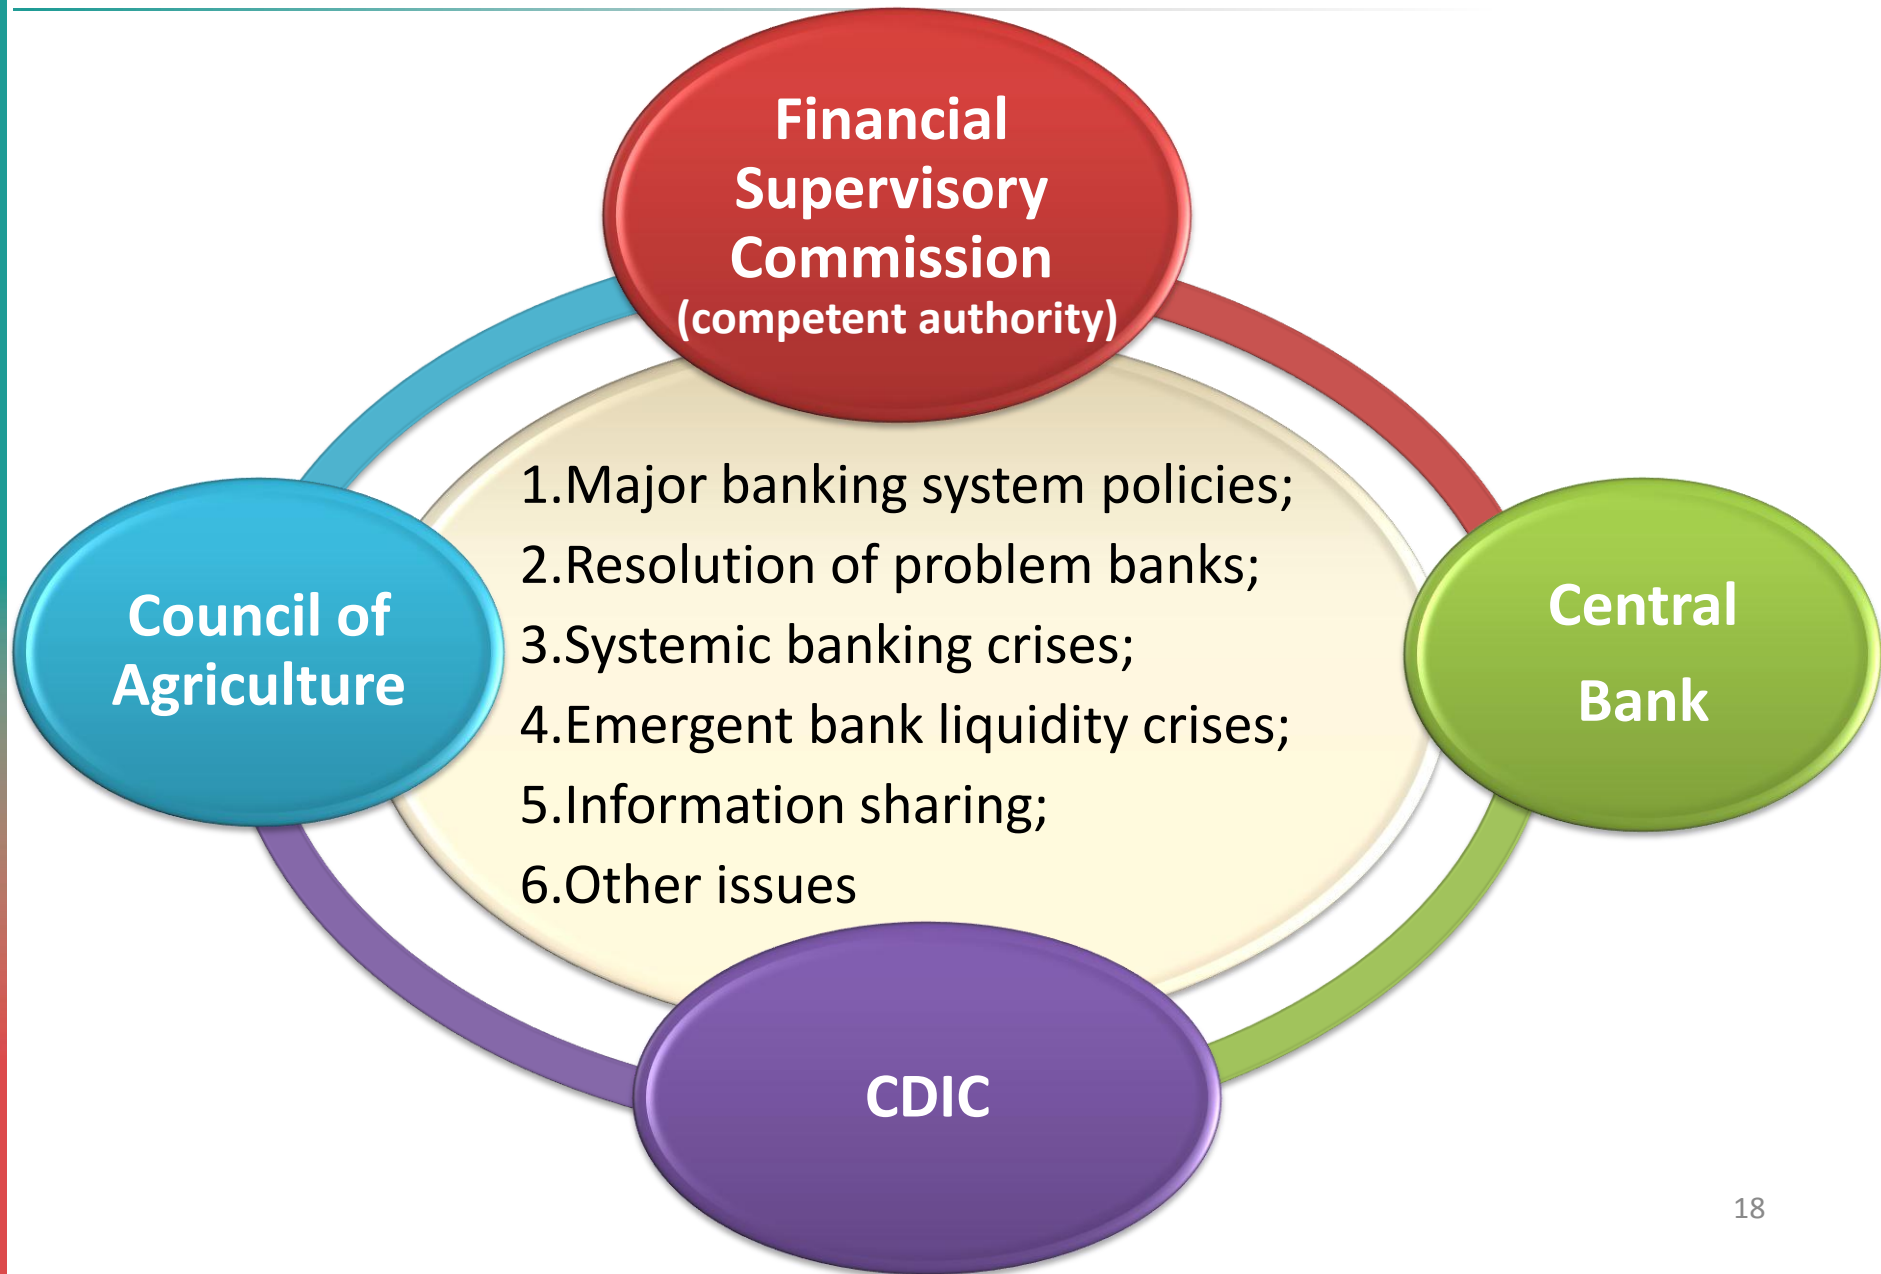 Financial
Supervisory
Commission
(competent authority)
1.Major banking system policies;
2.Resolution of problem banks;
3.Systemic banking crises;
4.Emergent bank liquidity crises;
5.Information sharing;
6.Other issues
Council of
Agriculture
Central
Bank
CDIC
18